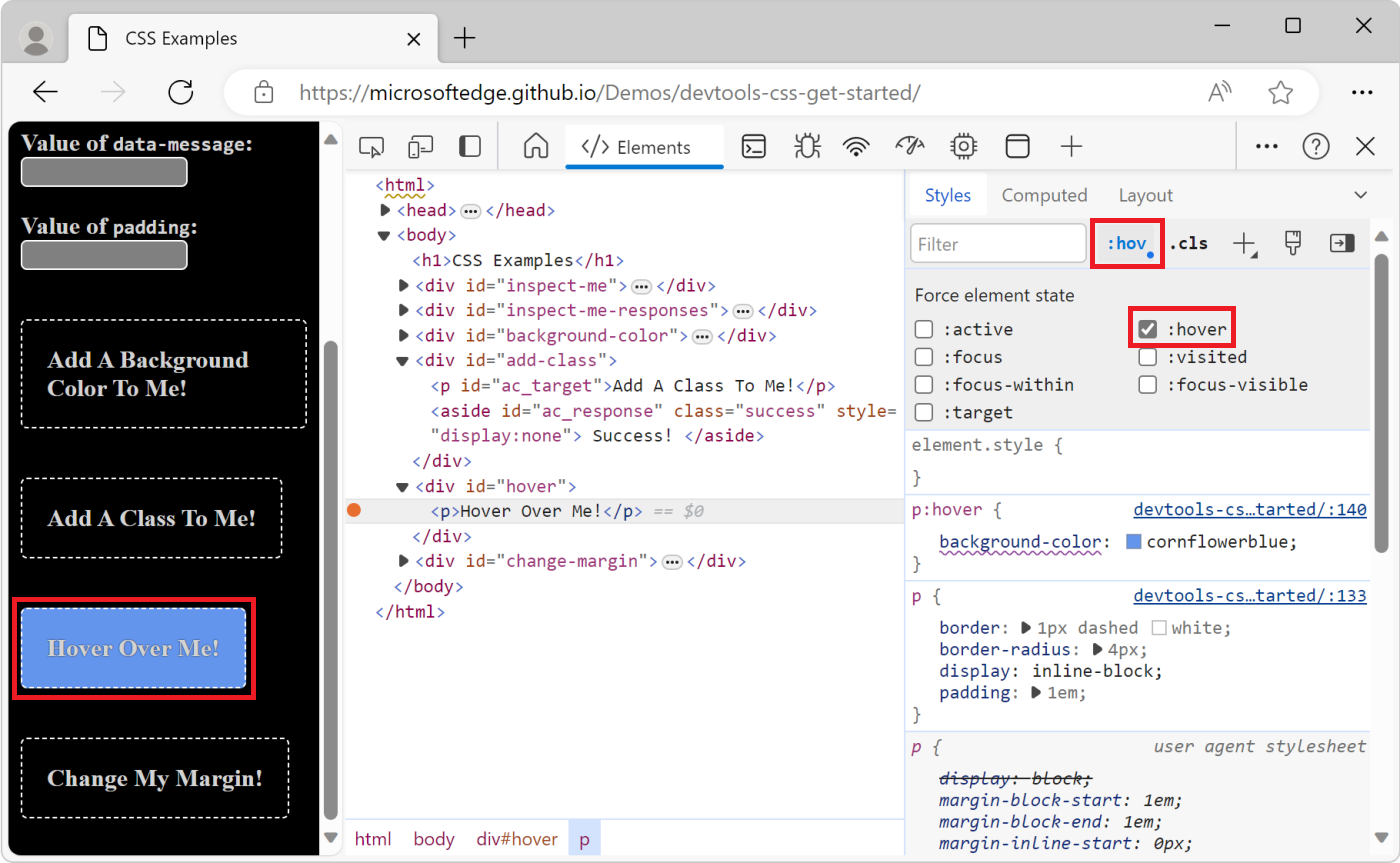 CSS Examples
https://microsoftedge.github.io/Demos/devtools-css-get-started/
Value of data-message:
Value of padding:
Add A Background
Color To Me!
Add A Class To Me!
Hover Over Me!
Change My Margin!
</> Elements
<html>
<head> ••• </head>
<body>
<h1>CSS Examples</h1>
<div id="inspect-me"> ••• </div>
<div id="inspect-me-responses"> ••• </div>
<div id="background-color"> ••• </div>
<div id="add-class">
<p id="ac_target">Add A Class To Me!</p>
<aside id="ac_response" class="success" style=
"display:none"> Success! </aside>
</div>
<div id="hover">
<p>Hover Over Me!</p> == $0
</div>
<div id="change-margin"> ••• </div>
</body>
</html>
html body div#hover p
Styles Computed Layout
Filter :hov .cls
Force element state
:active :hover
:focus :visited
:focus-within :focus-visible
:target
element.style {
}
p:hover { devtools-cs…tarted/:140
background-color: cornflowerblue;
}
p { devtools-cs…tarted/:133
border: 1px dashed white;
border-radius: 4px;
display: inline-block;
padding: 1em;
}
p { user agent stylesheet
display: block;
margin-block-start: 1em;
margin-block-end: 1em;
margin-inline-start: 0px;